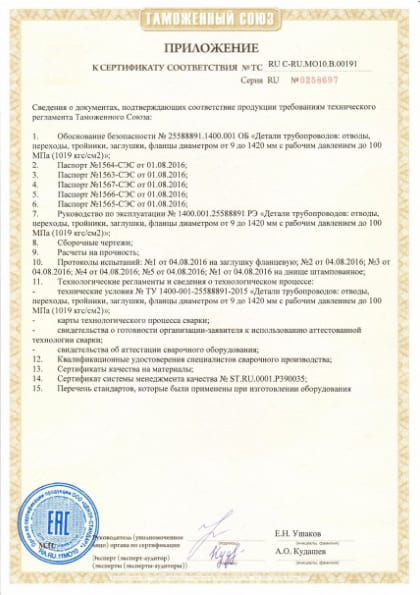 ТАМОЖЕННЫЙ СОЮЗ
ПРИЛОЖЕНИЕ
К СЕРТИФИКАТУ СООТВЕТСТВИЯ № ТС RU C-RU.МО10.В.00191
Серия RU № 0258697
Сведения о документах, подтверждающих соответствие продукции требованиям технического
регламента Таможенного Союза:
1. Обоснование безопасности № 25588891.1400.001 ОБ «Детали трубопроводов: отводы,
переходы, тройники, заглушки, фланцы диаметром от 9 до 1420 мм с рабочим давлением до 100
МПа (1019 кгс/см2)»;
2. Паспорт №1564-СЭС от 01.08.2016;
3. Паспорт №1563-СЭС от 01.08.2016;
4. Паспорт №1567-СЭС от 01.08.2016;
5. Паспорт №1566-СЭС от 01.08.2016;
6. Паспорт №1565-СЭС от 01.08.2016;
7. Руководство по эксплуатации № 1400.001.25588891 РЭ «Детали трубопроводов: отводы,
переходы, тройники, заглушки, фланцы диаметром от 9 до 1420 мм с рабочим давлением до 100
МПа (1019 кгс/см2)»;
8. Сборочные чертежи;
9. Расчеты на прочность;
10. Протоколы испытаний: №1 от 04.08.2016 на заглушку фланцевую; №2 от 04.08.2016; №3 от
04.08.2016; №4 от 04.08.2016; №5 от 04.08.2016; №1 от 04.08.2016 на днище штампованное;
11. Технологические регламенты и сведения о технологическом процессе:
- технические условия № ТУ 1400-001-25588891-2015 «Детали трубопроводов: отводы,
переходы, тройники, заглушки, фланцы диаметром от 9 до 1420 мм с рабочим давлением до 100
МПа (1019 кгс/см2)»
- карты технологического процесса сварки;
- свидетельства о готовности организации-заявителя к использованию аттестованной
технологии сварки;
- свидетельства об аттестации сварочного оборудования;
12. Квалификационные удостоверения специалистов сварочного производства;
13. Сертификаты качества на материалы;
14. Сертификат системы менеджмента качества № ST.RU.0001.Р390035;
15. Перечень стандартов, которые были применены при изготовлении оборудования
ЕАС
Руководитель (уполномоченное
лицо) органа по сертификации
Е.Н. Ушаков
(инициалы, фамилия)
Эксперт (эксперт-аудитор)
(эксперты (эксперты-аудиторы))
(подпись)
А.О. Кудашев
(инициалы, фамилия)